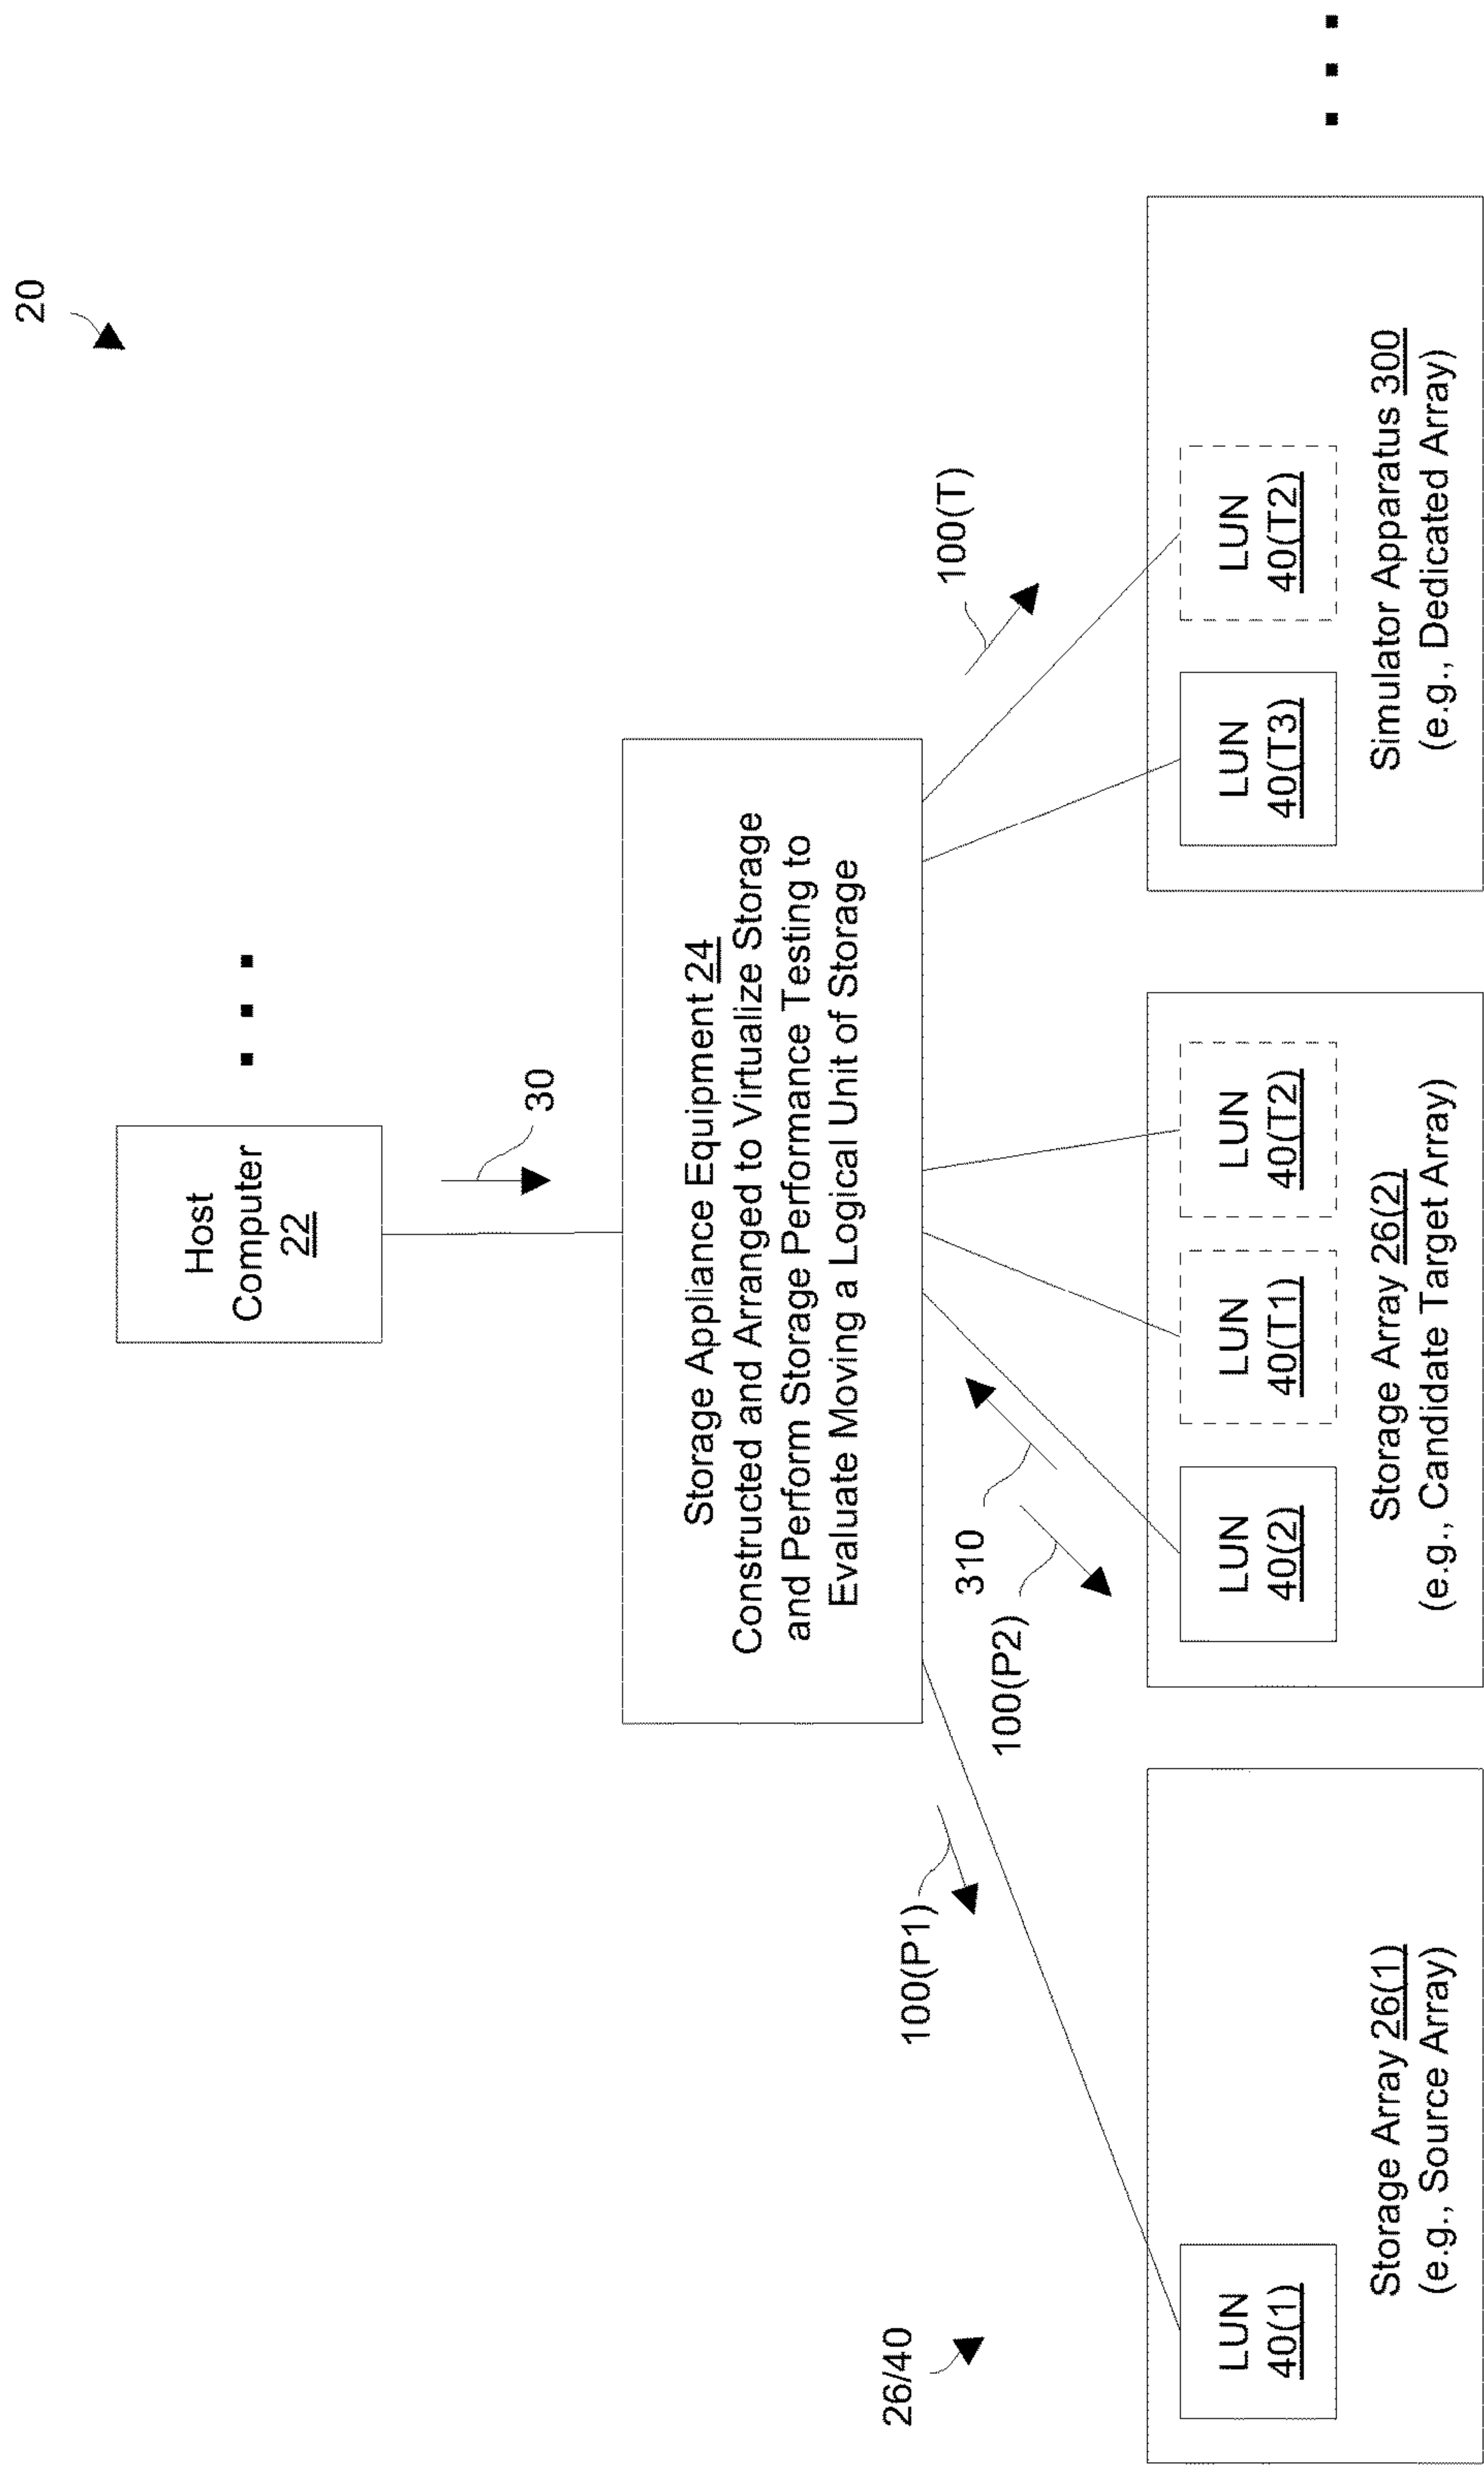 20
Host
Computer
22
30
Storage Appliance Equipment 24
Constructed and Arranged to Virtualize Storage
and Perform Storage Performance Testing to
Evaluate Moving a Logical Unit of Storage
26/40
100(P1)
100(P2)
310
100(T)
LUN
40(1)
Storage Array 26(1)
(e.g., Source Array)
LUN
40(2)
LUN
40(T1)
LUN
40(T2)
Storage Array 26(2)
(e.g., Candidate Target Array)
LUN
40(T3)
LUN
40(T2)
Simulator Apparatus 300
(e.g., Dedicated Array)